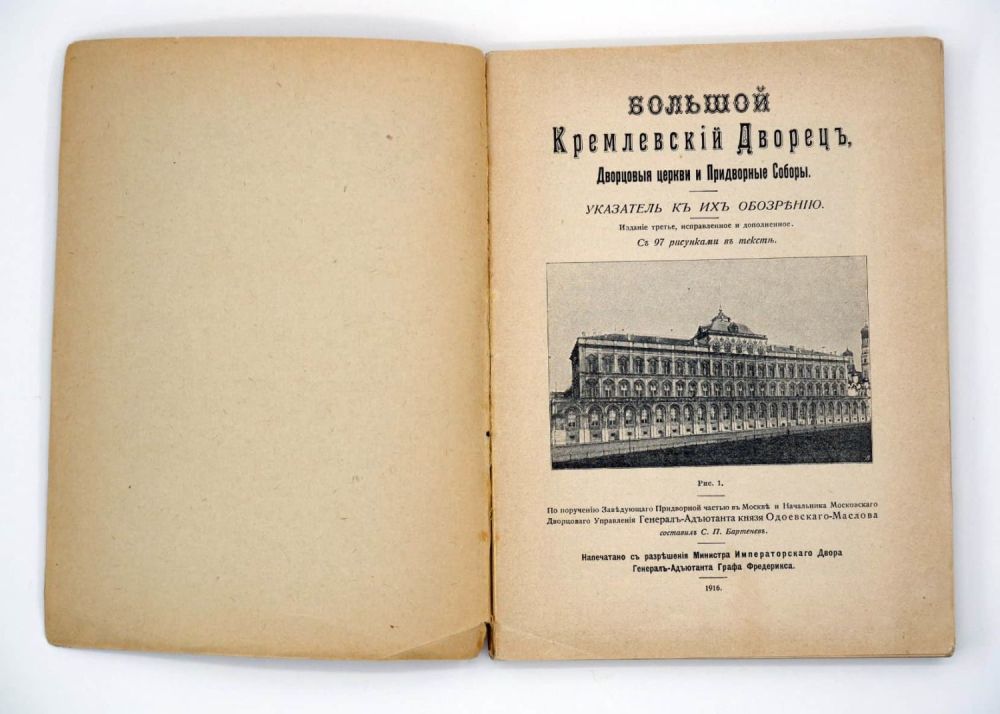 БОЛЬШОЙ
Кремлевскій Дворецъ,
Дворцовыя церкви и Придворные Соборы.
УКАЗАТЕЛЬ КЪ ИХЪ ОБОЗРѢНІЮ.
Изданіе третье, исправленное и дополненное.
Съ 97 рисунками въ текстѣ.
Рис. 1.
По порученію Завѣдующаго Придворной частью въ Москвѣ и Начальника Московскаго
Дворцоваго Управленія Генералъ-Адъютанта князя Одоевскаго-Маслова
составилъ С. П. Бартеневъ.
Напечатано съ разрѣшенія Министра Императорскаго Двора
Генералъ-Адъютанта Графа Фредерикса.
1916.